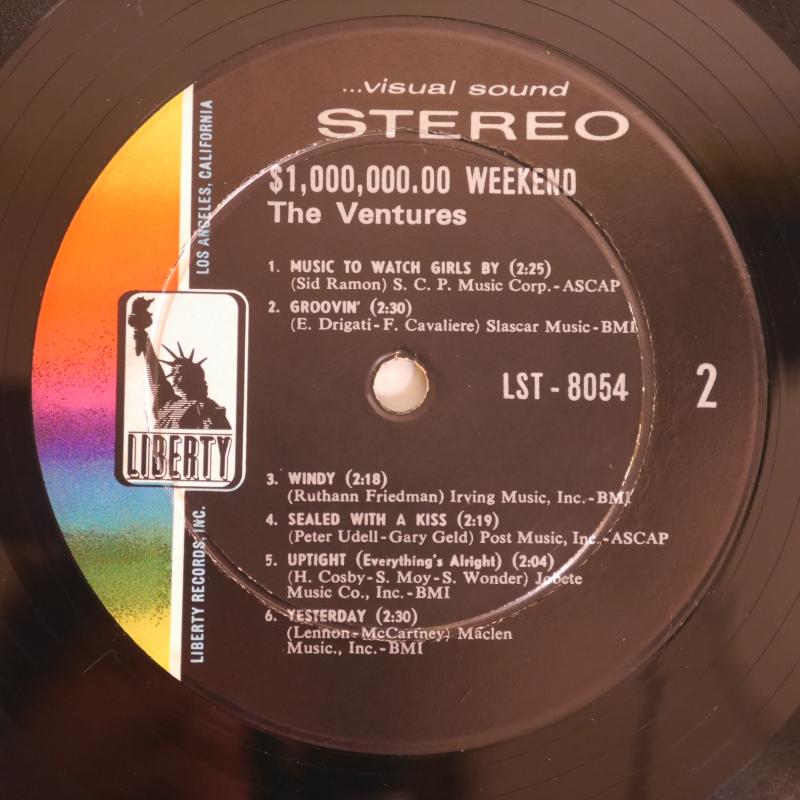 ...visual sound
STEREO
$1,000,000.00 WEEKEND
The Ventures
1. MUSIC TO WATCH GIRLS BY (2:25)
(Sid Ramon) S. C. P. Music Corp.-ASCAP
2. GROOVIN' (2:30)
(E. Drigati-F. Cavaliere) Slascar Music-BMI
LST-8054
2
3. WINDY (2:18)
(Ruthann Friedman) Irving Music, Inc.-BMI
4. SEALED WITH A KISS (2:19)
(Peter Udell-Gary Geld) Post Music, Inc.-ASCAP
5. UPTIGHT (Everything's Alright) (2:04)
(H. Cosby-S. Moy-S. Wonder) Jobete
Music Co., Inc.-BMI
6. YESTERDAY (2:30)
(Lennon-McCartney) Maclen
Music., Inc.-BMI
LIBERTY
LIBERTY RECORDS, INC.
LOS ANGELES, CALIFORNIA